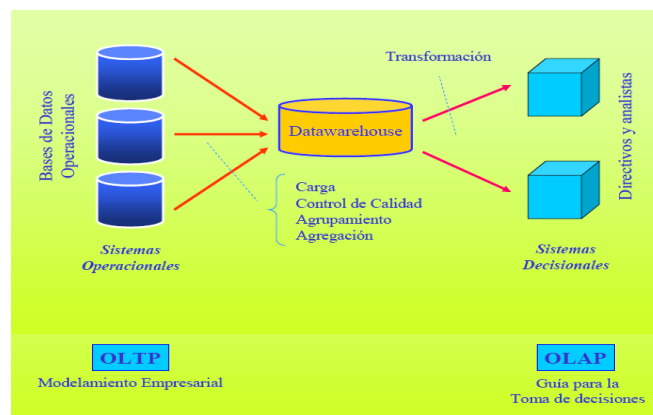 Bases de Datos
Operacionales
Transformación
Datawarehouse
Directivos y analistas
Carga
Control de Calidad
Agrupamiento
Agregación
Sistemas
Operacionales
Sistemas
Decisionales
OLTP
Modelamiento Empresarial
OLAP
Guía para la
Toma de decisiones